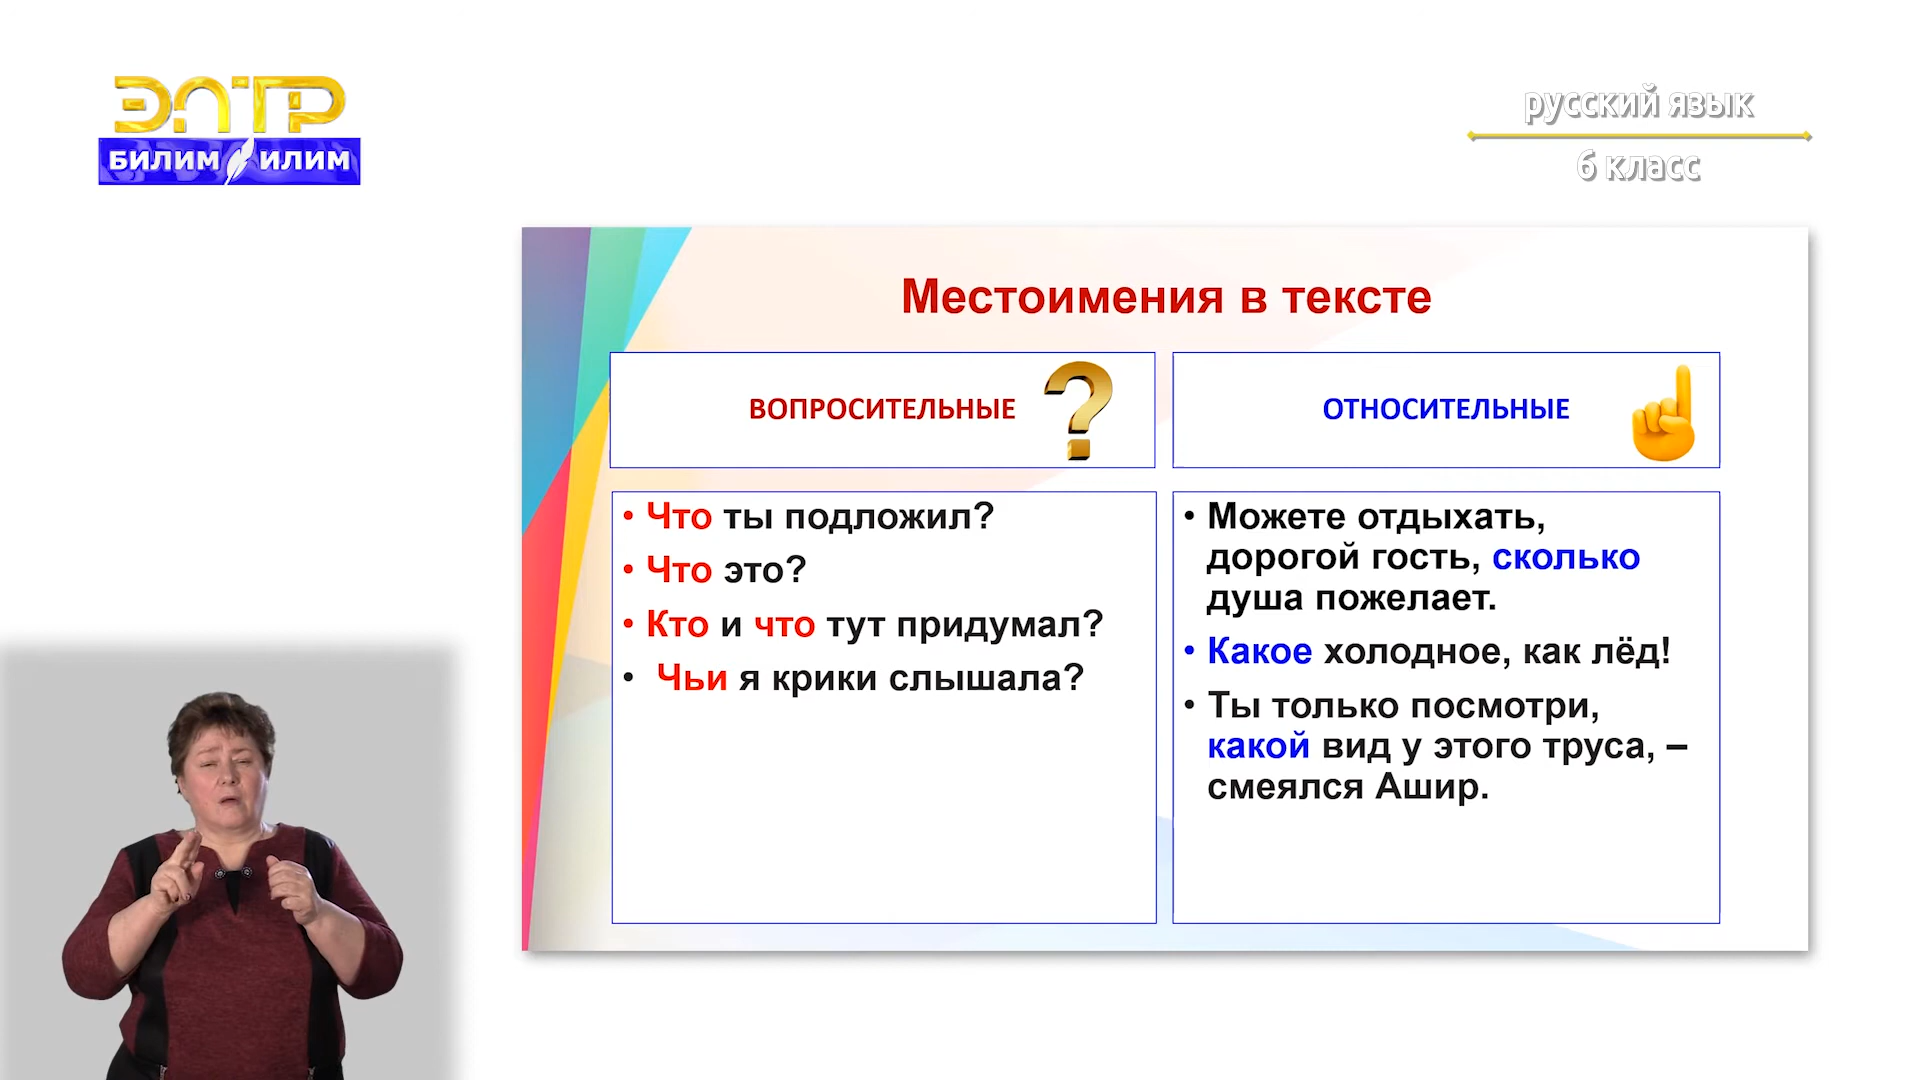 ЭЛТР
БИЛИМ ИЛИМ
русский язык
6 класс
Местоимения в тексте
ВОПРОСИТЕЛЬНЫЕ
ОТНОСИТЕЛЬНЫЕ
• Что ты подложил?
• Что это?
• Кто и что тут придумал?
• Чьи я крики слышала?
• Можете отдыхать,
дорогой гость, сколько
душа пожелает.
• Какое холодное, как лёд!
• Ты только посмотри,
какой вид у этого труса, –
смеялся Ашир.